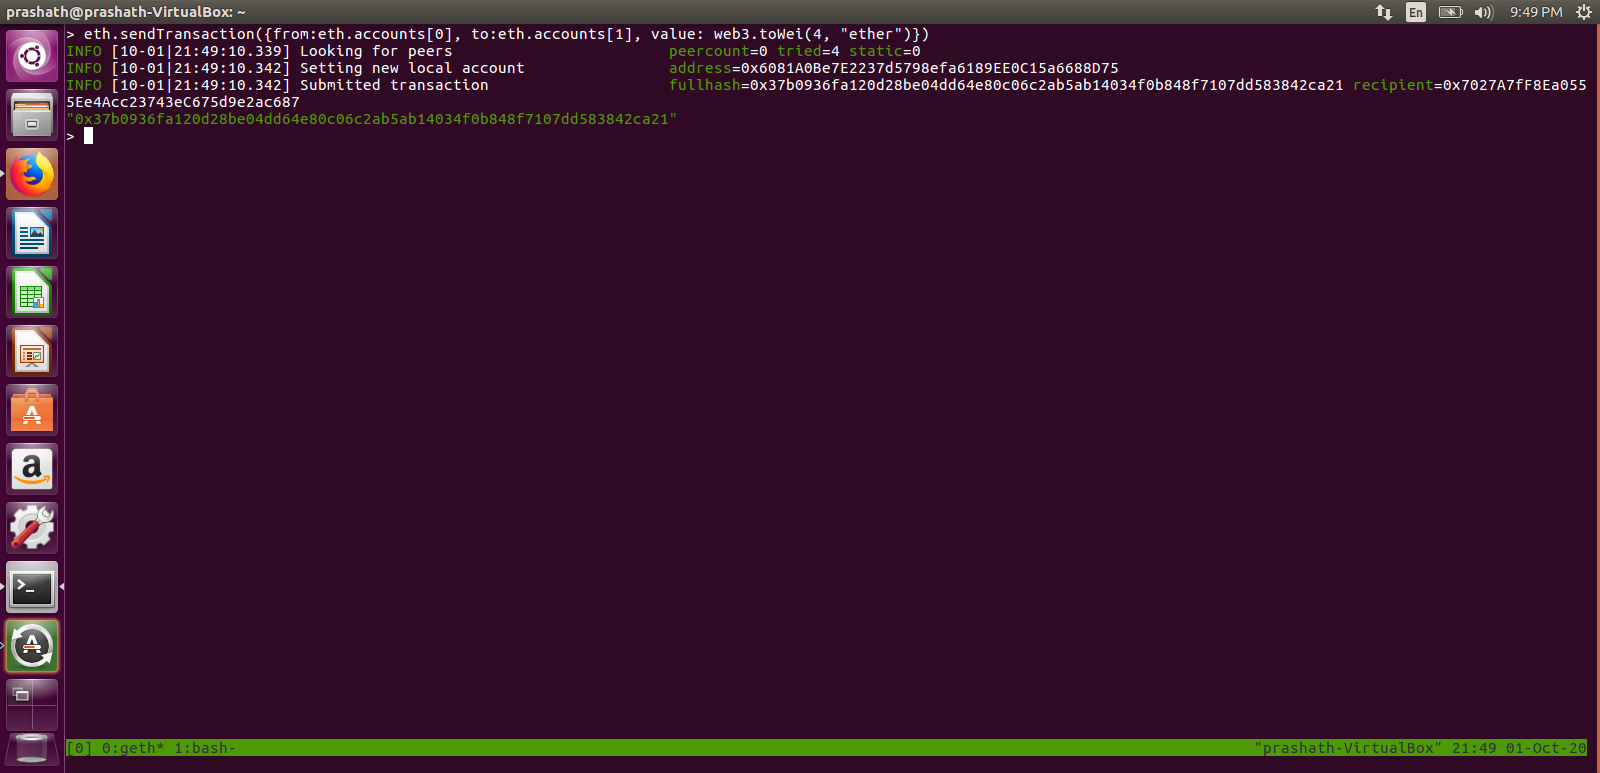 prashath@prashath-VirtualBox: ~
En
9:49 PM
> eth.sendTransaction({from:eth.accounts[0], to:eth.accounts[1], value: web3.toWei(4, "ether")})
INFO [10-01|21:49:10.339] Looking for peers peercount=0 tried=4 static=0
INFO [10-01|21:49:10.342] Setting new local account address=0x6081A0Be7E2237d5798efa6189EE0C15a6688D75
INFO [10-01|21:49:10.342] Submitted transaction fullhash=0x37b0936fa120d28be04dd64e80c06c2ab5ab14034f0b848f7107dd583842ca21 recipient=0x7027A7fF8Ea055
5Ee4Acc23743eC675d9e2ac687
"0x37b0936fa120d28be04dd64e80c06c2ab5ab14034f0b848f7107dd583842ca21"
>
[0] 0:geth* 1:bash- "prashath-VirtualBox" 21:49 01-Oct-20